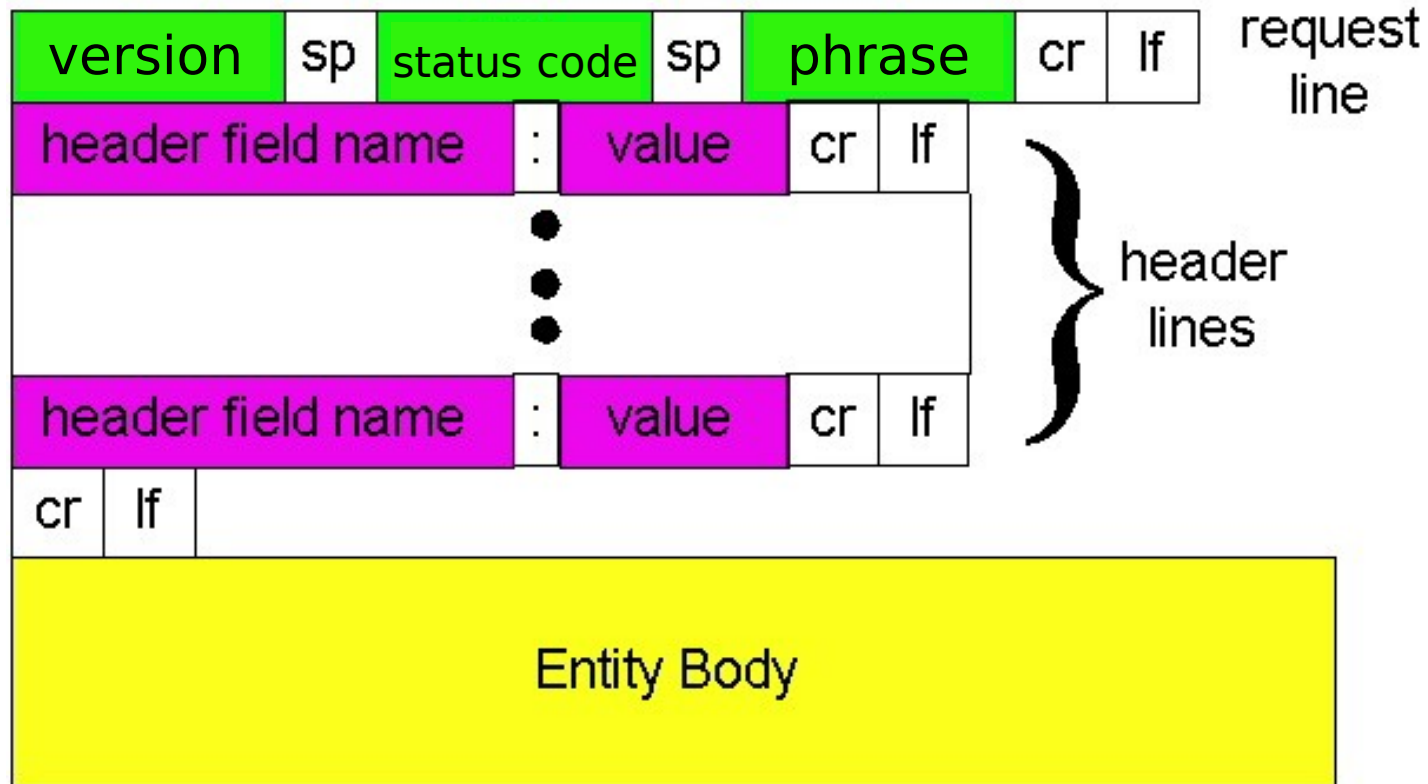 version sp status code sp phrase cr lf request line
header field name : value cr lf
header lines
header field name : value cr lf
cr lf
Entity Body